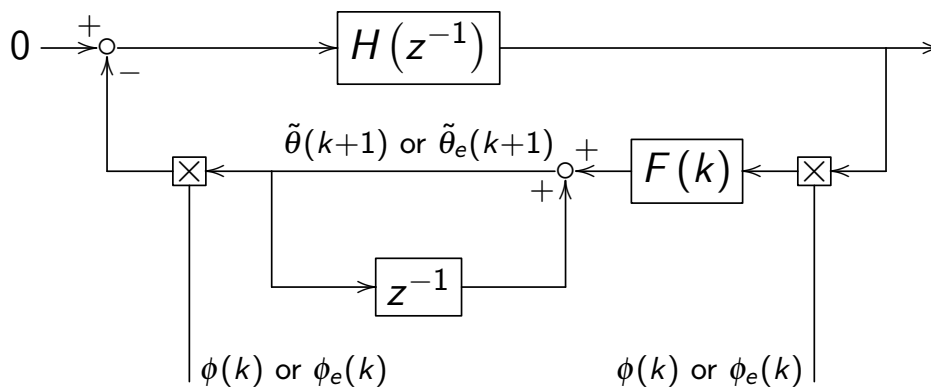 0 + − H(z⁻¹)
θ̃(k+1) or θ̃ₑ(k+1) + + F(k)
× ×
z⁻¹
ϕ(k) or ϕₑ(k) ϕ(k) or ϕₑ(k)